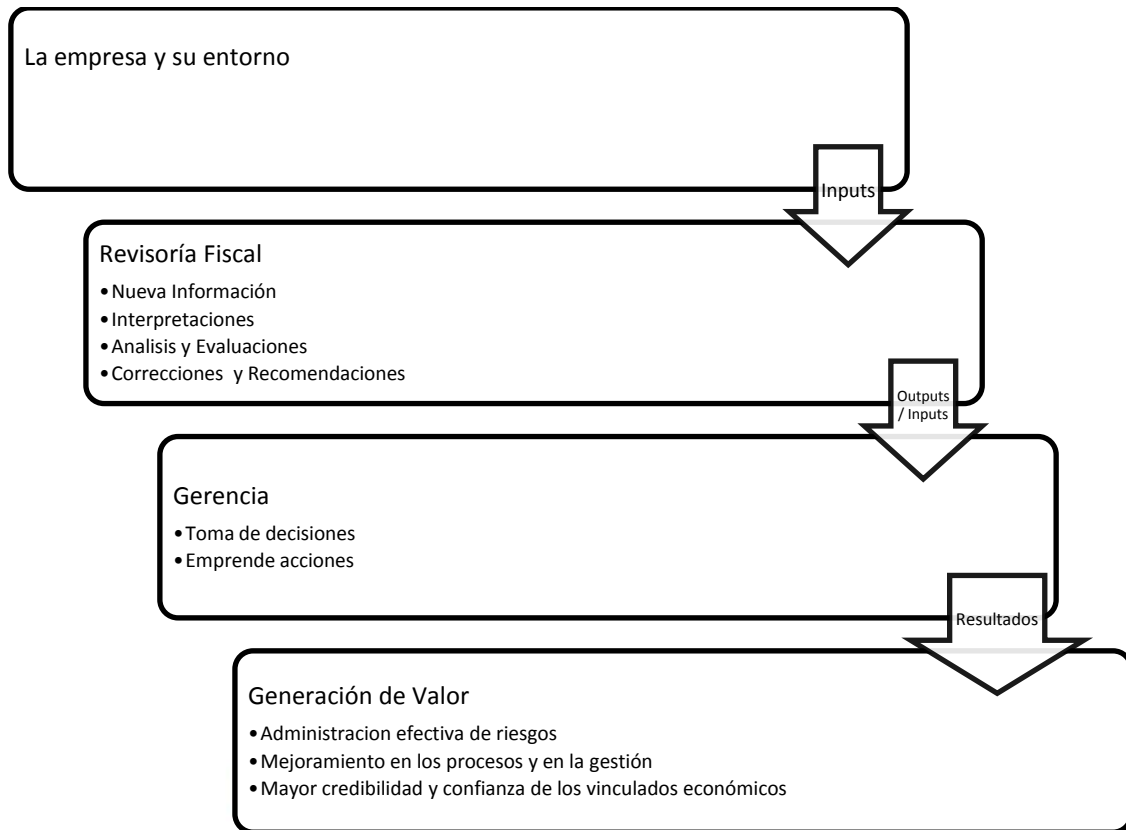 La empresa y su entorno
Inputs
Revisoría Fiscal
•Nueva Información
•Interpretaciones
•Analisis y Evaluaciones
•Correcciones  y Recomendaciones
Outputs
/ Inputs
Gerencia
•Toma de decisiones
•Emprende acciones
Resultados
Generación de Valor
•Administracion efectiva de riesgos
•Mejoramiento en los procesos y en la gestión
•Mayor credibilidad y confianza de los vinculados económicos